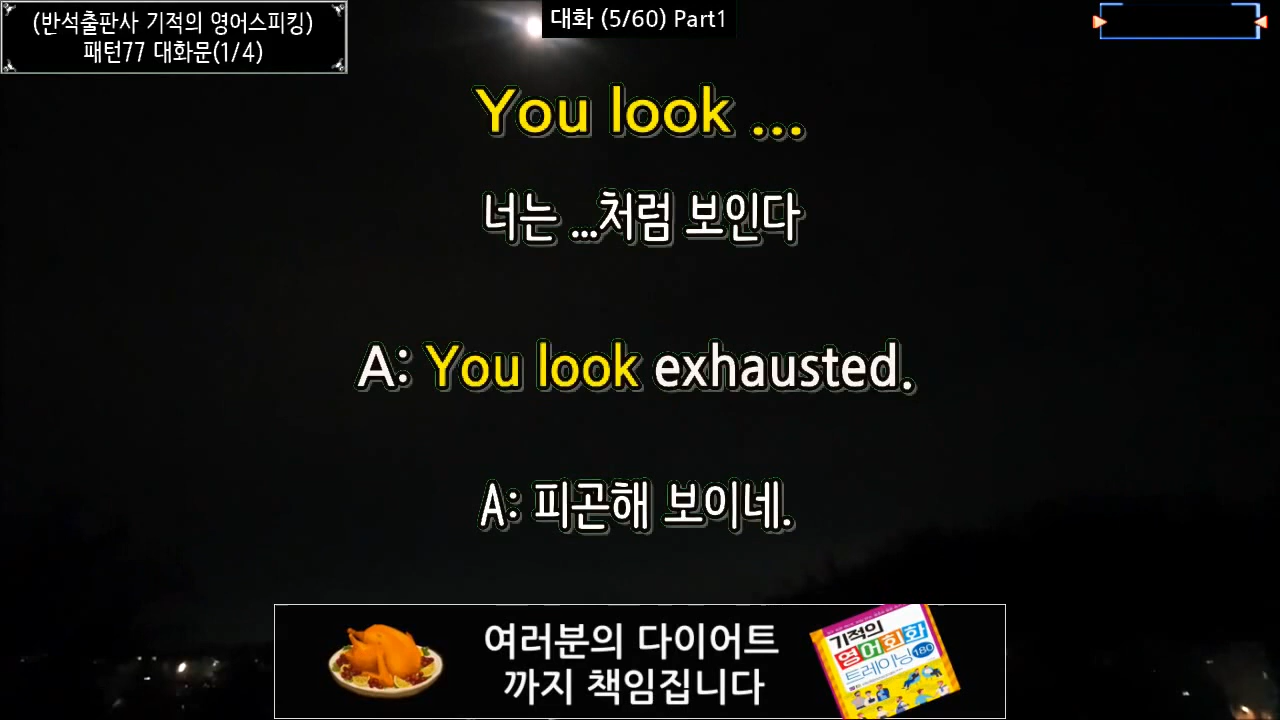 (반석출판사 기적의 영어스피킹)
패턴77 대화문(1/4)
대화 (5/60) Part1
You look ...
너는 ...처럼 보인다
A: You look exhausted.
A: 피곤해 보이네.
여러분의 다이어트
까지 책임집니다
기적의
영어회화
트레이닝 180